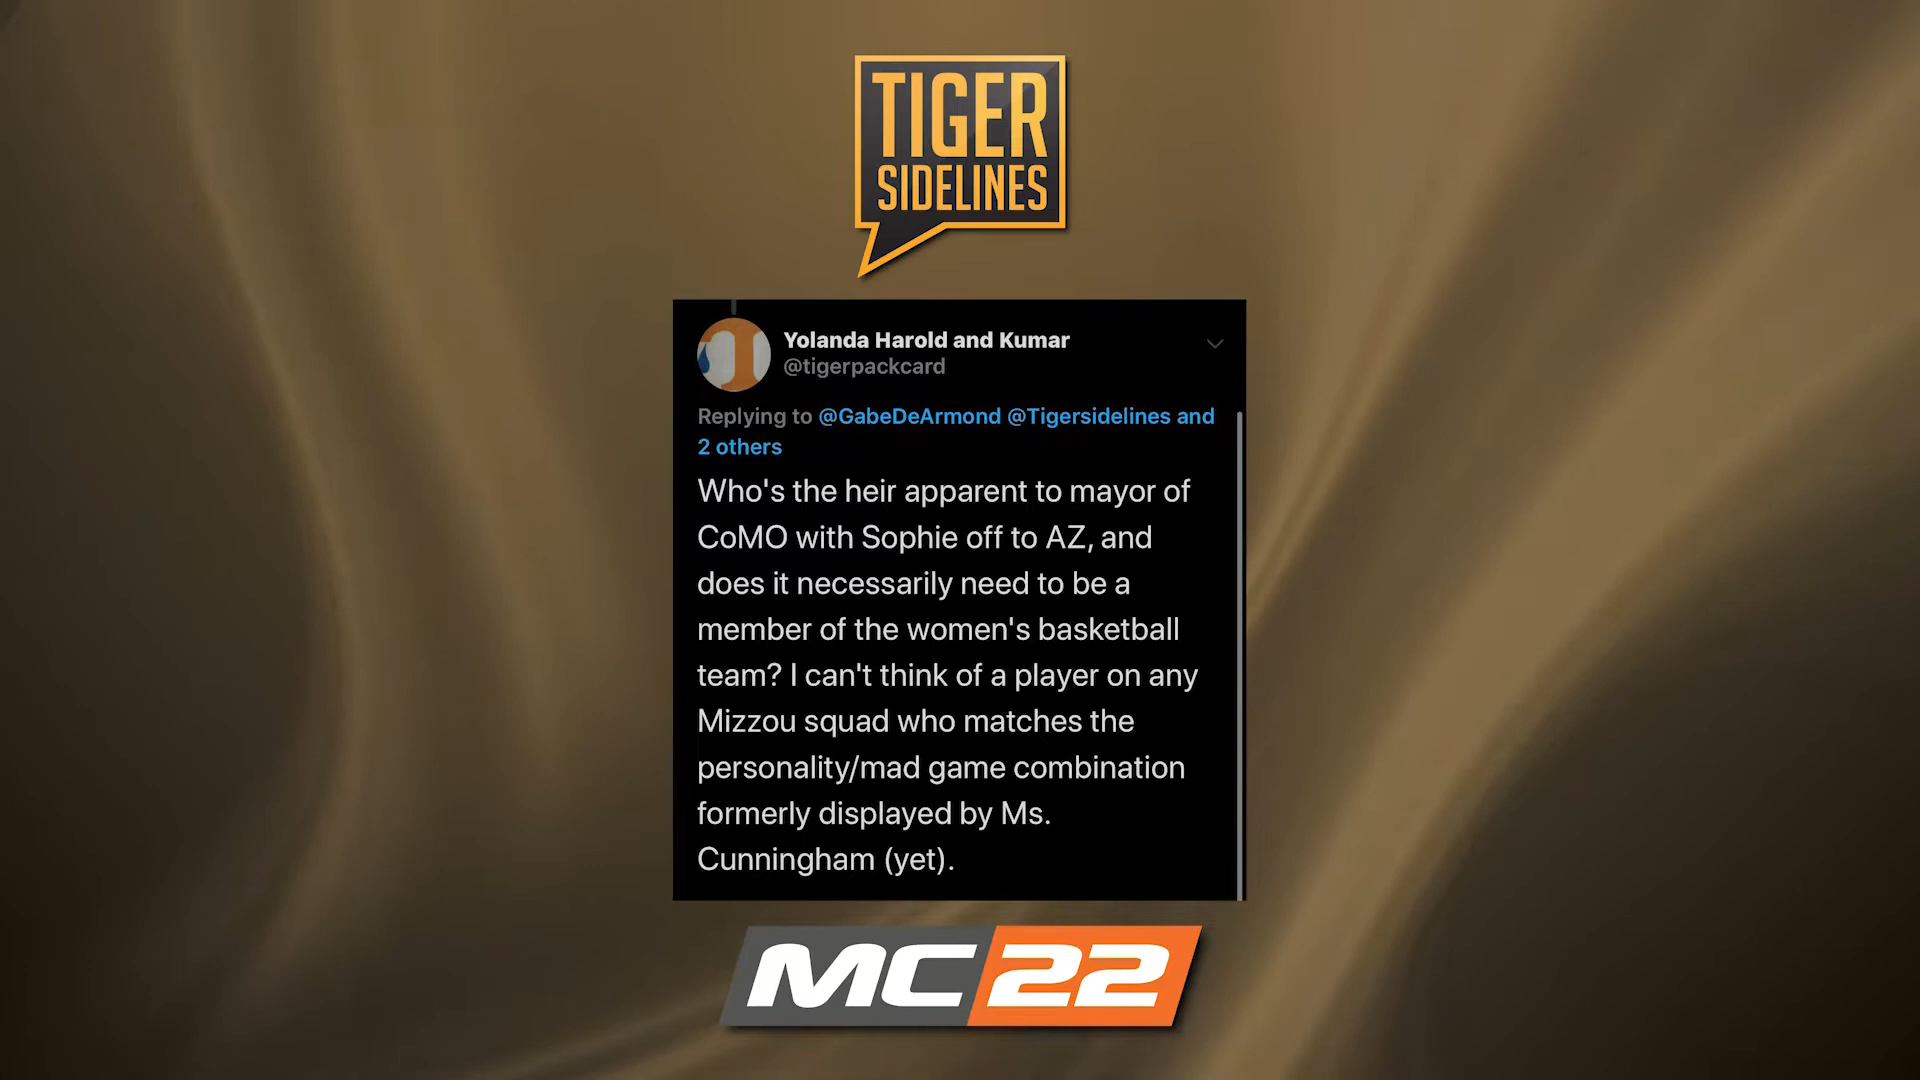 TIGER
SIDELINES
Yolanda Harold and Kumar
@tigerpackcard
Replying to @GabeDeArmond @Tigersidelines and
2 others
Who's the heir apparent to mayor of
CoMO with Sophie off to AZ, and
does it necessarily need to be a
member of the women's basketball
team? I can't think of a player on any
Mizzou squad who matches the
personality/mad game combination
formerly displayed by Ms.
Cunningham (yet).
MC22